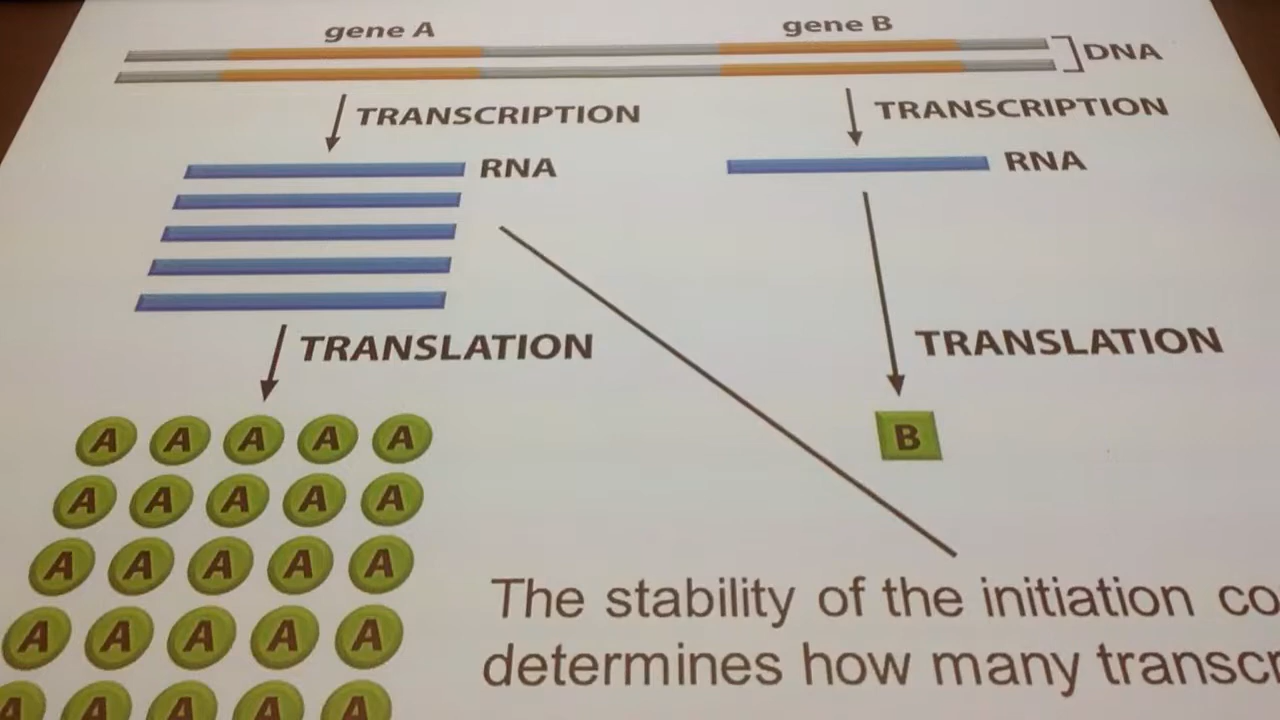 gene A
gene B
DNA
TRANSCRIPTION
TRANSCRIPTION
RNA
RNA
TRANSLATION
TRANSLATION
A A A A A
B
A A A A A
A A A A A
A A A A A
A A A A A
The stability of the initiation co
determines how many transcr